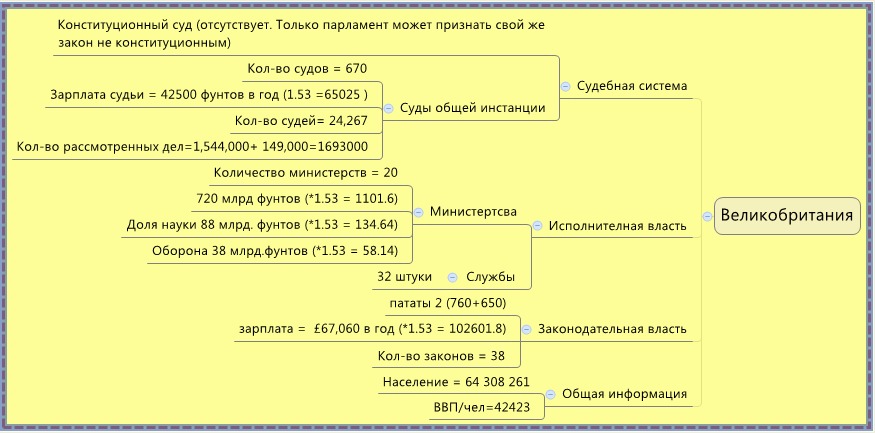 Конституционный суд (отсутствует. Только парламент может признать свой же
закон не конституционным)
Кол-во судов = 670
Судебная система
Зарплата судьи = 42500 фунтов в год (1.53 =65025 )
Суды общей инстанции
Кол-во судей= 24,267
Кол-во рассмотренных дел=1,544,000+ 149,000=1693000
Количество министерств = 20
720 млрд фунтов (*1.53 = 1101.6)
Министертсва
Великобритания
Доля науки 88 млрд. фунтов (*1.53 = 134.64)
Исполнителная власть
Оборона 38 млрд.фунтов (*1.53 = 58.14)
32 штуки
Службы
пататы 2 (760+650)
зарплата =  £67,060 в год (*1.53 = 102601.8)
Законодательная власть
Кол-во законов = 38
Население = 64 308 261
Общая информация
ВВП/чел=42423